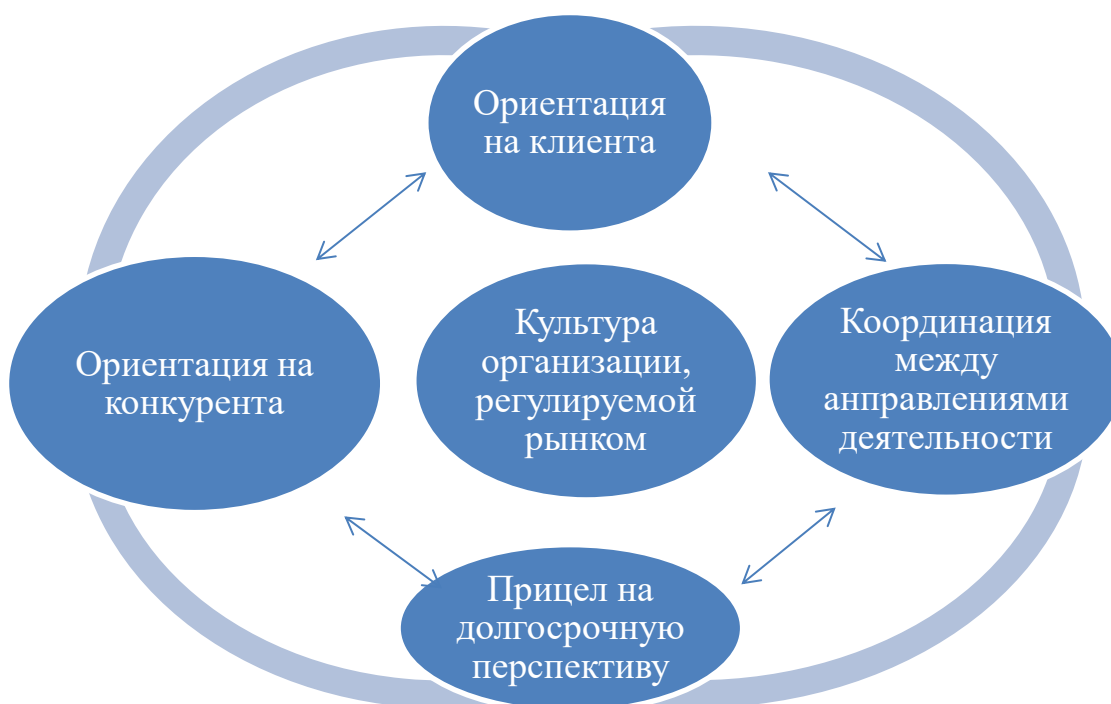 Ориентация
на клиента
Ориентация на
конкурента
Культура
организации,
регулируемой
рынком
Координация
между
анправлениями
деятельности
Прицел на
долгосрочную
перспективу